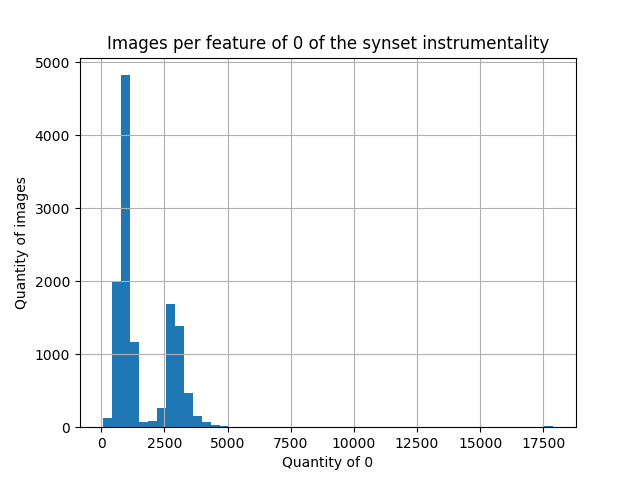 Images per feature of 0 of the synset instrumentality
5000
4000
3000
2000
1000
0
Quantity of images
0 2500 5000 7500 10000 12500 15000 17500
Quantity of 0